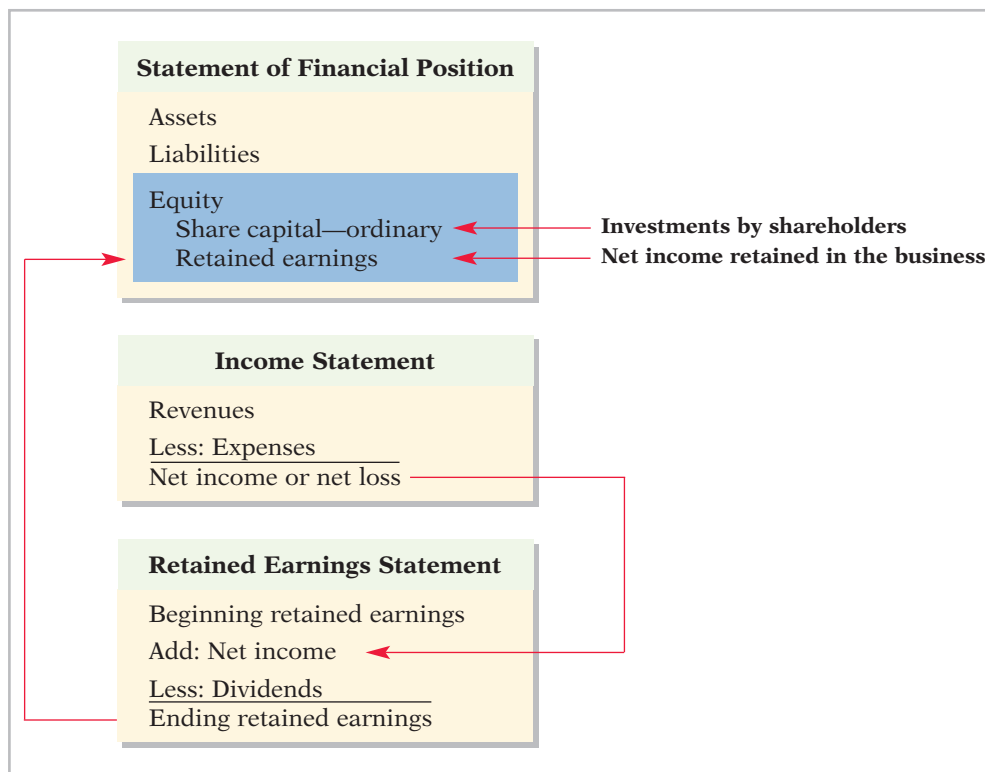 Statement of Financial Position
Assets
Liabilities
Equity
Share capital—ordinary
Investments by shareholders
Retained earnings
Net income retained in the business
Income Statement
Revenues
Less: Expenses
Net income or net loss
Retained Earnings Statement
Beginning retained earnings
Add: Net income
Less: Dividends
Ending retained earnings